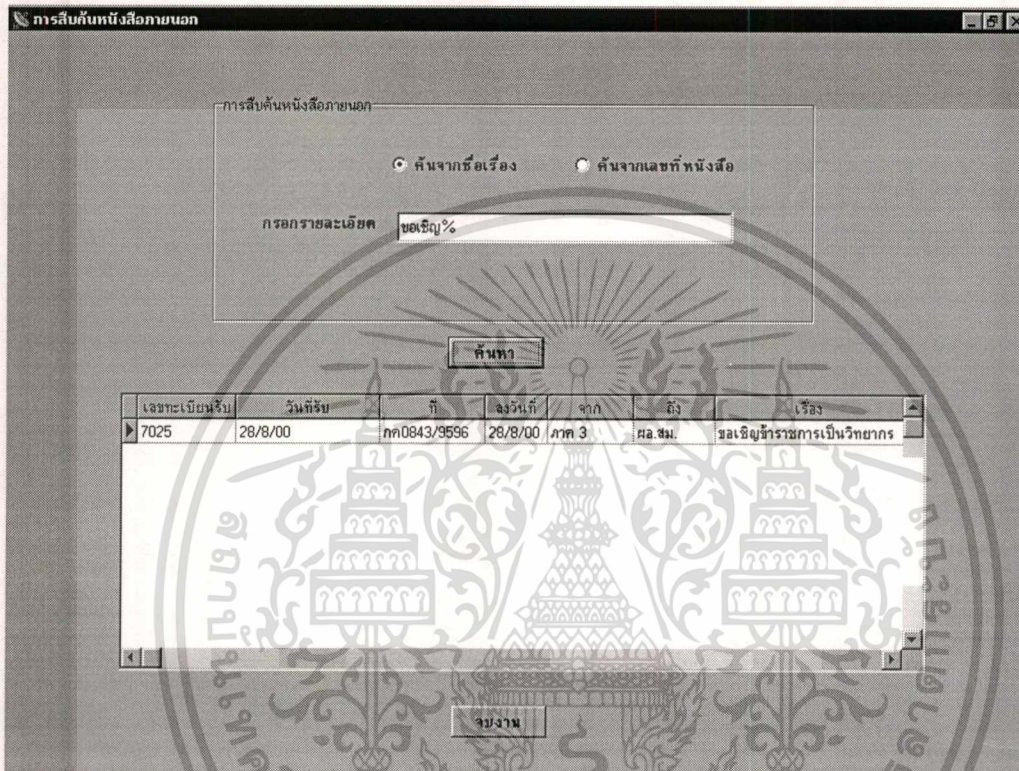 การสืบค้นหนังสือภายนอก
การสืบค้นหนังสือภายนอก
ค้นจากชื่อเรื่อง ค้นจากเลขที่หนังสือ
กรอกรายละเอียด ขอเชิญ%
ค้นหา
เลขทะเบียนรับ วันที่รับ ที่ ลงวันที่ จาก ถึง เรื่อง
7025 28/8/00 กค0843/9596 28/8/00 ภาค 3 ผอ.สม. ขอเชิญข้าราชการเป็นวิทยากร
จบงาน